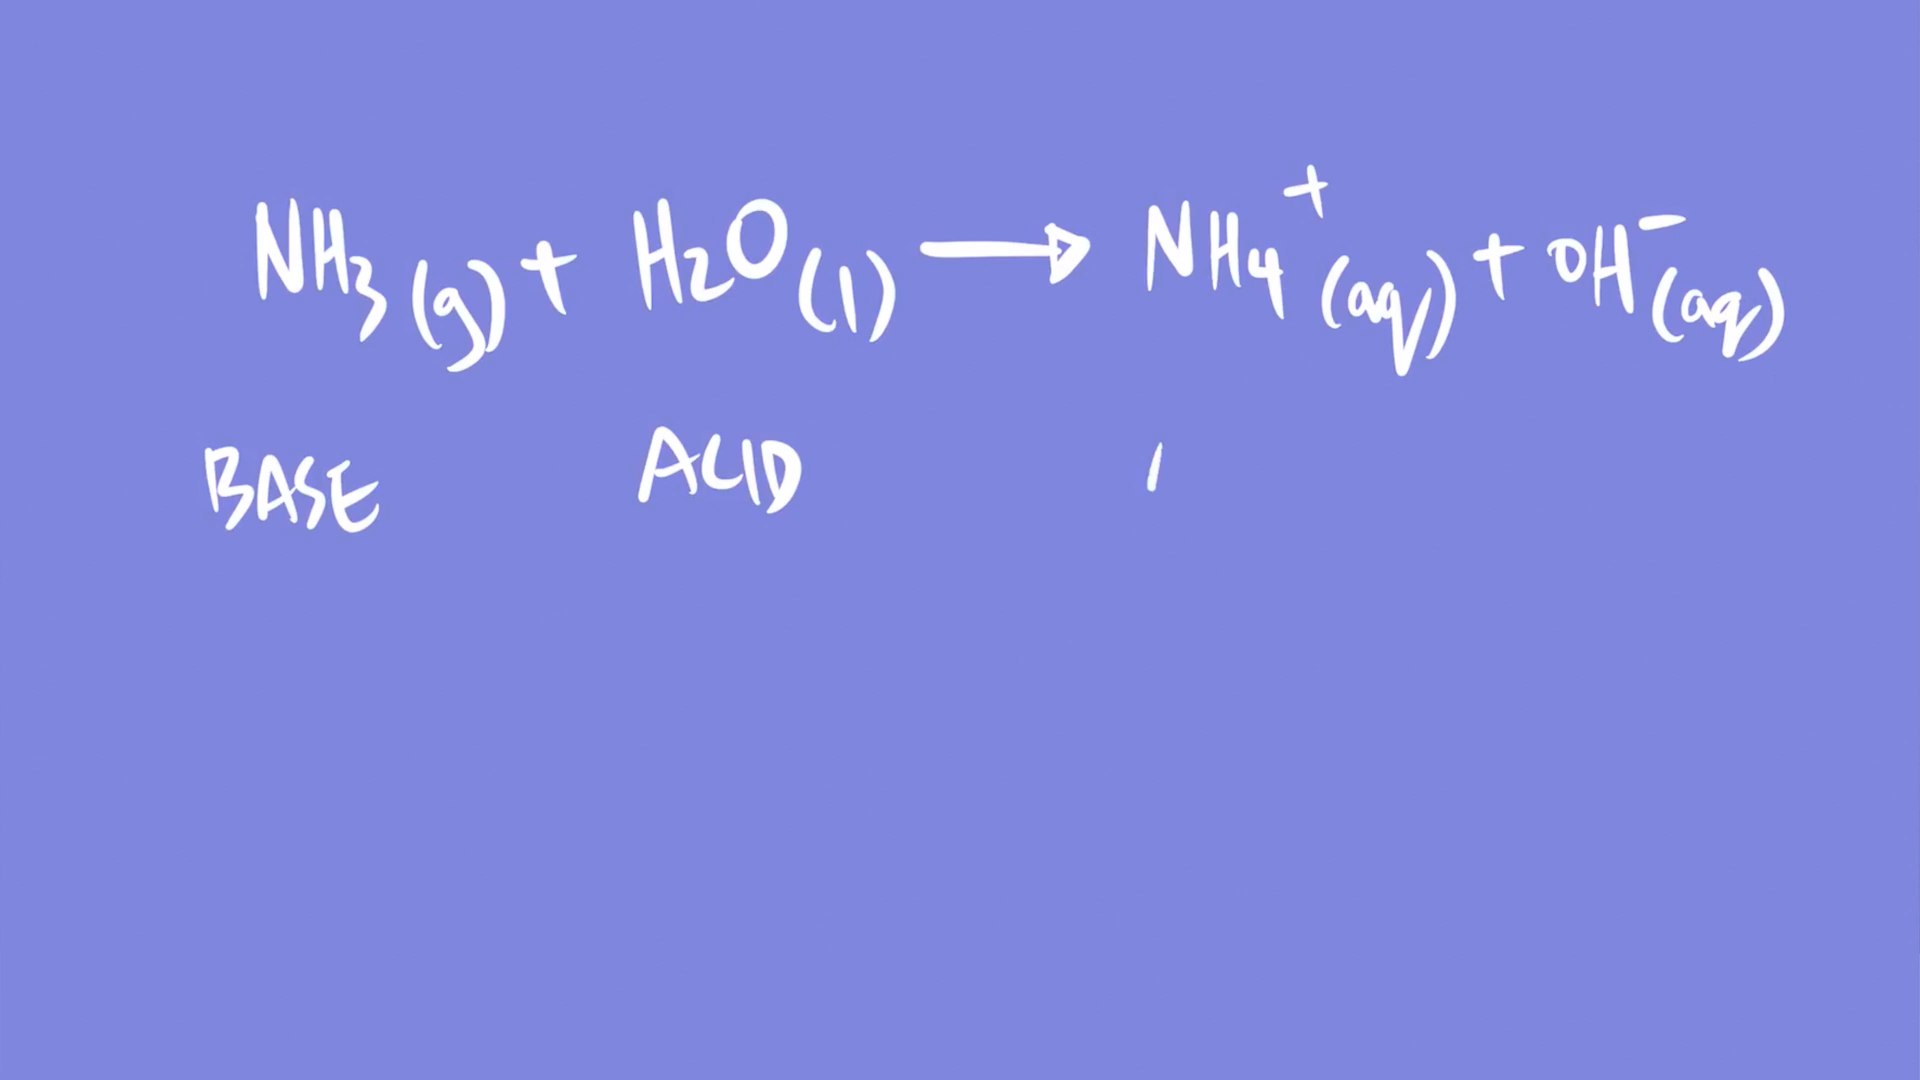 NH3(g) + H2O(l) → NH4+(aq) + OH-(aq)
BASE ACID